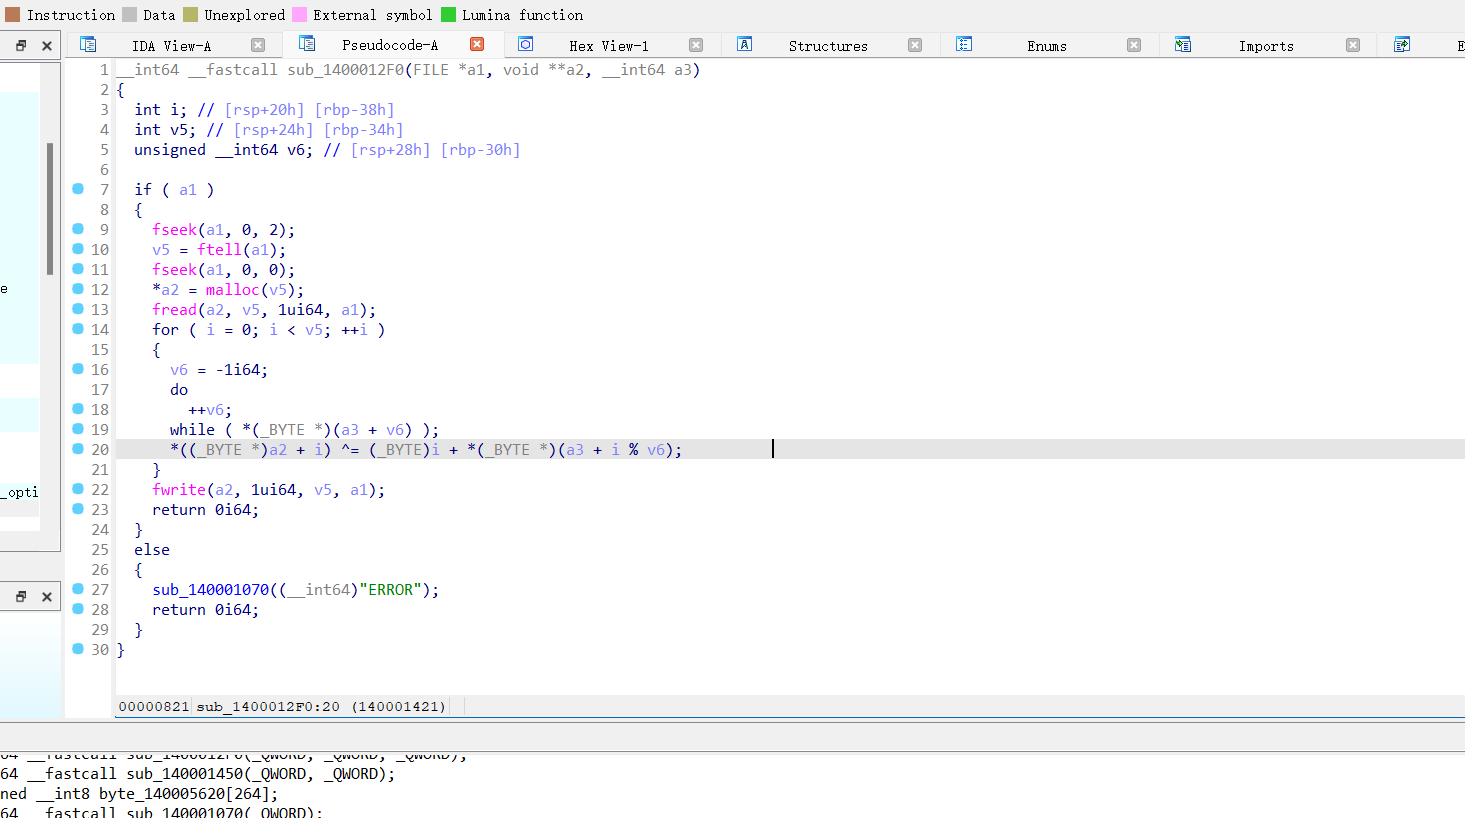 Instruction Data Unexplored External symbol Lumina function
IDA View-A Pseudocode-A Hex View-1 Structures Enums Imports E
1 __int64 __fastcall sub_1400012F0(FILE *a1, void **a2, __int64 a3)
2 {
3 int i; // [rsp+20h] [rbp-38h]
4 int v5; // [rsp+24h] [rbp-34h]
5 unsigned __int64 v6; // [rsp+28h] [rbp-30h]
6
7 if ( a1 )
8 {
9 fseek(a1, 0, 2);
10 v5 = ftell(a1);
11 fseek(a1, 0, 0);
e
12 *a2 = malloc(v5);
13 fread(a2, v5, 1ui64, a1);
14 for ( i = 0; i < v5; ++i )
15 {
16 v6 = -1i64;
17 do
18 ++v6;
19 while ( *(_BYTE *)(a3 + v6) );
20 *((_BYTE *)a2 + i) ^= (_BYTE)i + *(_BYTE *)(a3 + i % v6);
21 }
_opti
22 fwrite(a2, 1ui64, v5, a1);
23 return 0i64;
24 }
25 else
26 {
27 sub_140001070((__int64)"ERROR");
28 return 0i64;
29 }
30 }
00000821 sub_1400012F0:20 (140001421)
64 __fastcall sub_1400012F0(_QWORD, _QWORD, _QWORD);
64 __fastcall sub_140001450(_QWORD, _QWORD);
ned __int8 byte_140005620[264];
64 __fastcall sub_140001070(_QWORD);